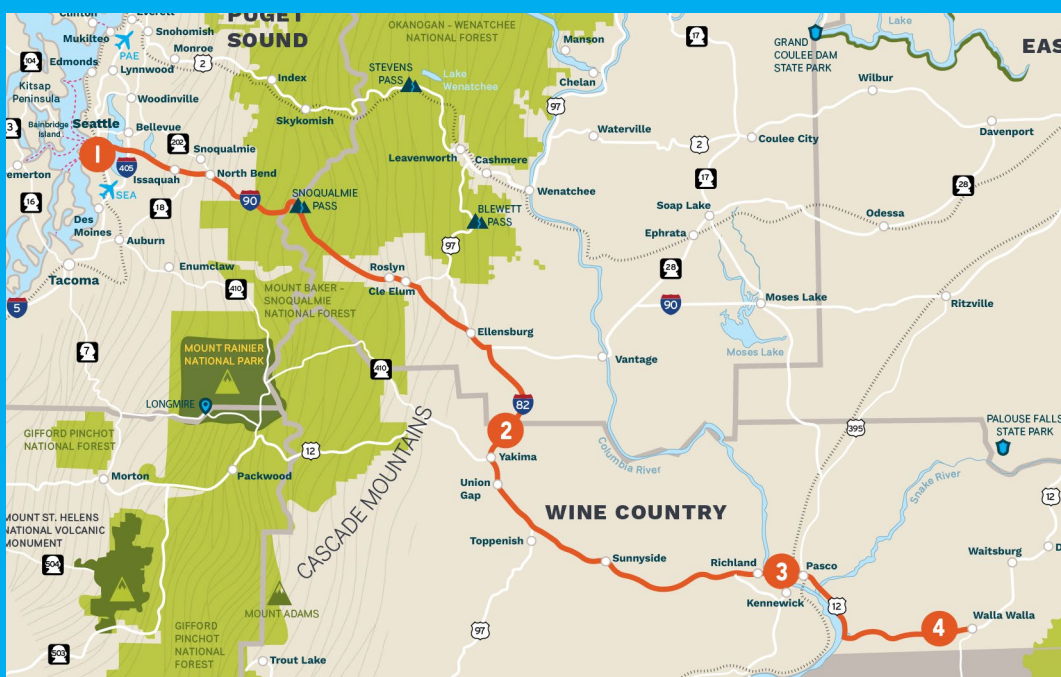 Clinton
Everett
Mukilteo
PAE
Snohomish
PUGET
SOUND
OKANOGAN - WENATCHEE
NATIONAL FOREST
Manson
17
GRAND
COULEE DAM
STATE PARK
Lake
EAS
104
Edmonds
Monroe
2
Lynnwood
Index
STEVENS
PASS
Lake
Wenatchee
Chelan
Wilbur
Kitsap
Peninsula
Woodinville
Skykomish
97
Waterville
2
Coulee City
Davenport
3
Bainbridge
Island
Seattle
Bellevue
202
Snoqualmie
Leavenworth
Cashmere
1
405
Issaquah
North Bend
emerton
SEA
90
SNOQUALMIE
PASS
Wenatchee
17
28
16
Des
Moines
18
Auburn
BLEWETT
PASS
97
Soap Lake
Ephrata
Odessa
Enumclaw
Tacoma
410
Roslyn
Cle Elum
28
5
MOUNT BAKER -
SNOQUALMIE
NATIONAL FOREST
90
Moses Lake
Ritzville
7
MOUNT RAINIER
NATIONAL PARK
410
Ellensburg
Vantage
Moses Lake
LONGMIRE
82
2
GIFFORD PINCHOT
NATIONAL FOREST
12
CASCADE MOUNTAINS
Yakima
Columbia River
395
PALOUSE FALLS
STATE PARK
Morton
Packwood
Union
Gap
Snake River
12
MOUNT ST. HELENS
NATIONAL VOLCANIC
MONUMENT
WINE COUNTRY
504
Toppenish
Sunnyside
Richland
3
Pasco
Waitsburg
D
Kennewick
12
MOUNT ADAMS
GIFFORD
PINCHOT
NATIONAL
FOREST
97
4
Walla Walla
503
Trout Lake